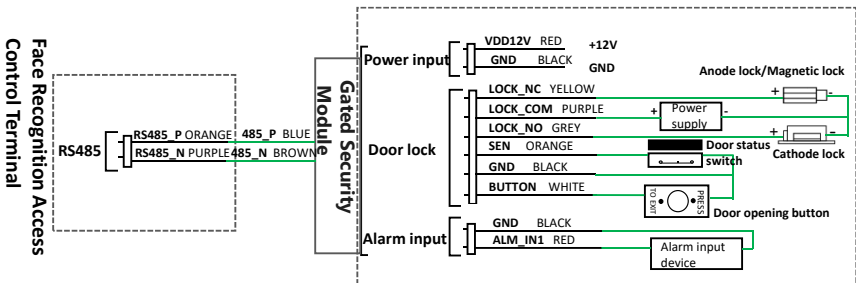 Face Recognition Access
Control Terminal
RS485
RS485_P ORANGE 485_P BLUE
RS485_N PURPLE 485_N BROWN
Gated Security
Module
Power input
VDD12V RED +12V
GND BLACK GND
Door lock
LOCK_NC YELLOW
LOCK_COM PURPLE
LOCK_NO GREY
SEN ORANGE
GND BLACK
BUTTON WHITE
Anode lock/Magnetic lock
+ -
+ Power
supply -
+ -
Cathode lock
Door status
switch
PRESS
TO EXIT
Door opening button
Alarm input
GND BLACK
ALM_IN1 RED
Alarm input
device